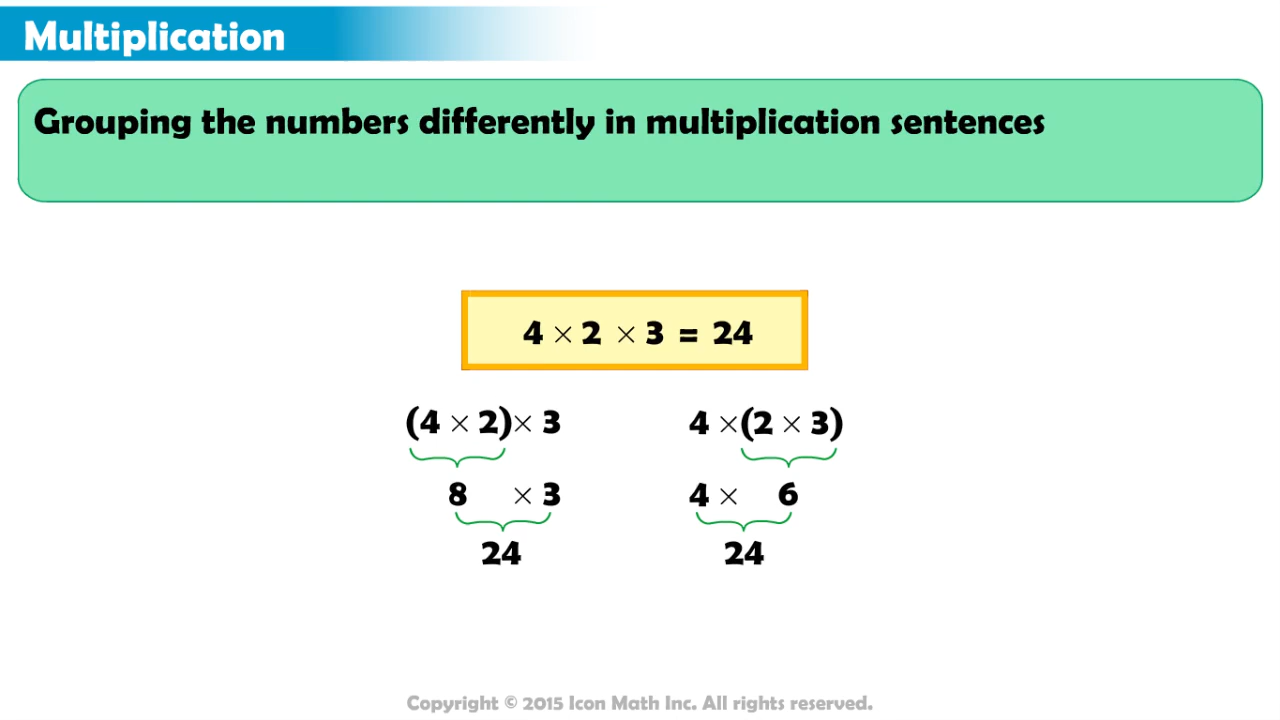 Multiplication
Grouping the numbers differently in multiplication sentences
4 × 2 × 3 = 24
(4 × 2) × 3 4 × (2 × 3)
8 × 3 4 × 6
24 24
Copyright © 2015 Icon Math Inc. All rights reserved.